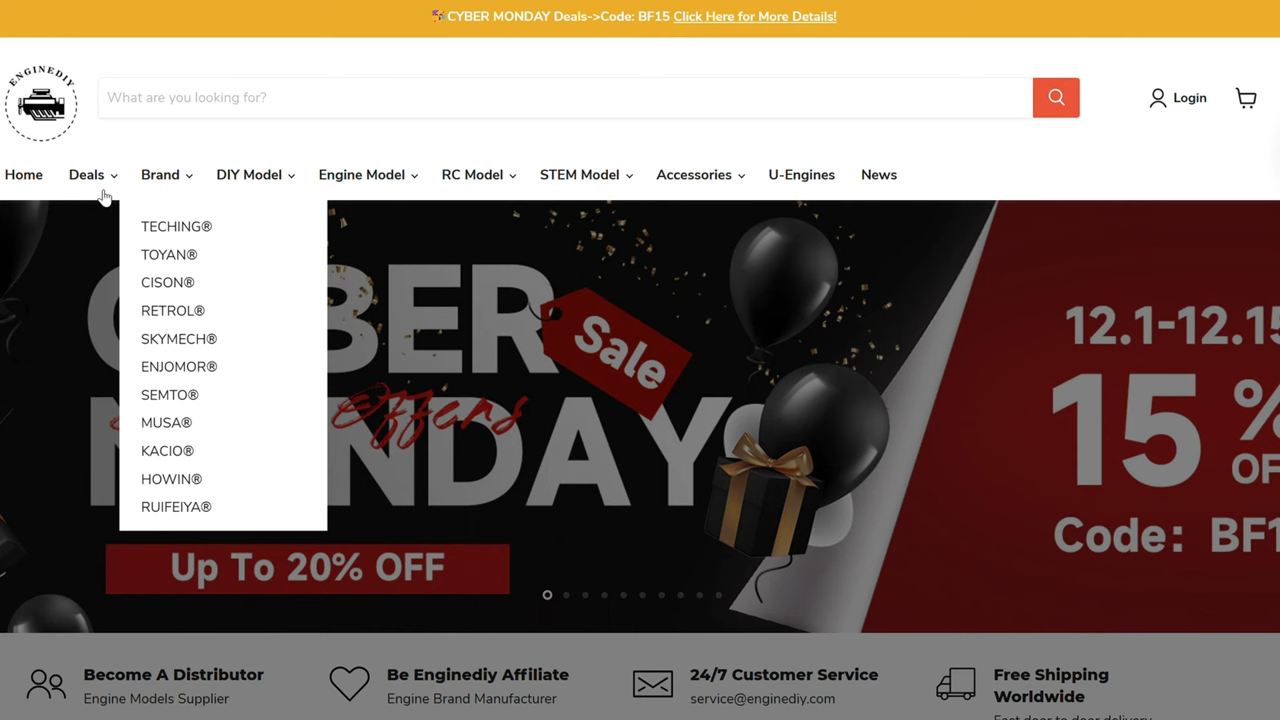 🎉CYBER MONDAY Deals->Code: BF15 Click Here for More Details!
ENGINEDIY
What are you looking for?
Login
Home Deals Brand DIY Model Engine Model RC Model STEM Model Accessories U-Engines News
TECHING®
TOYAN®
CISON®
RETROL®
SKYMECH®
ENJOMOR®
SEMTO®
MUSA®
KACIO®
HOWIN®
RUIFEIYA®
Sale
Offers
Up To 20% OFF
12.1-12.15
15%
Code:
Become A Distributor
Engine Models Supplier
Be Enginediy Affiliate
Engine Brand Manufacturer
24/7 Customer Service
service@enginediy.com
Free Shipping
Worldwide